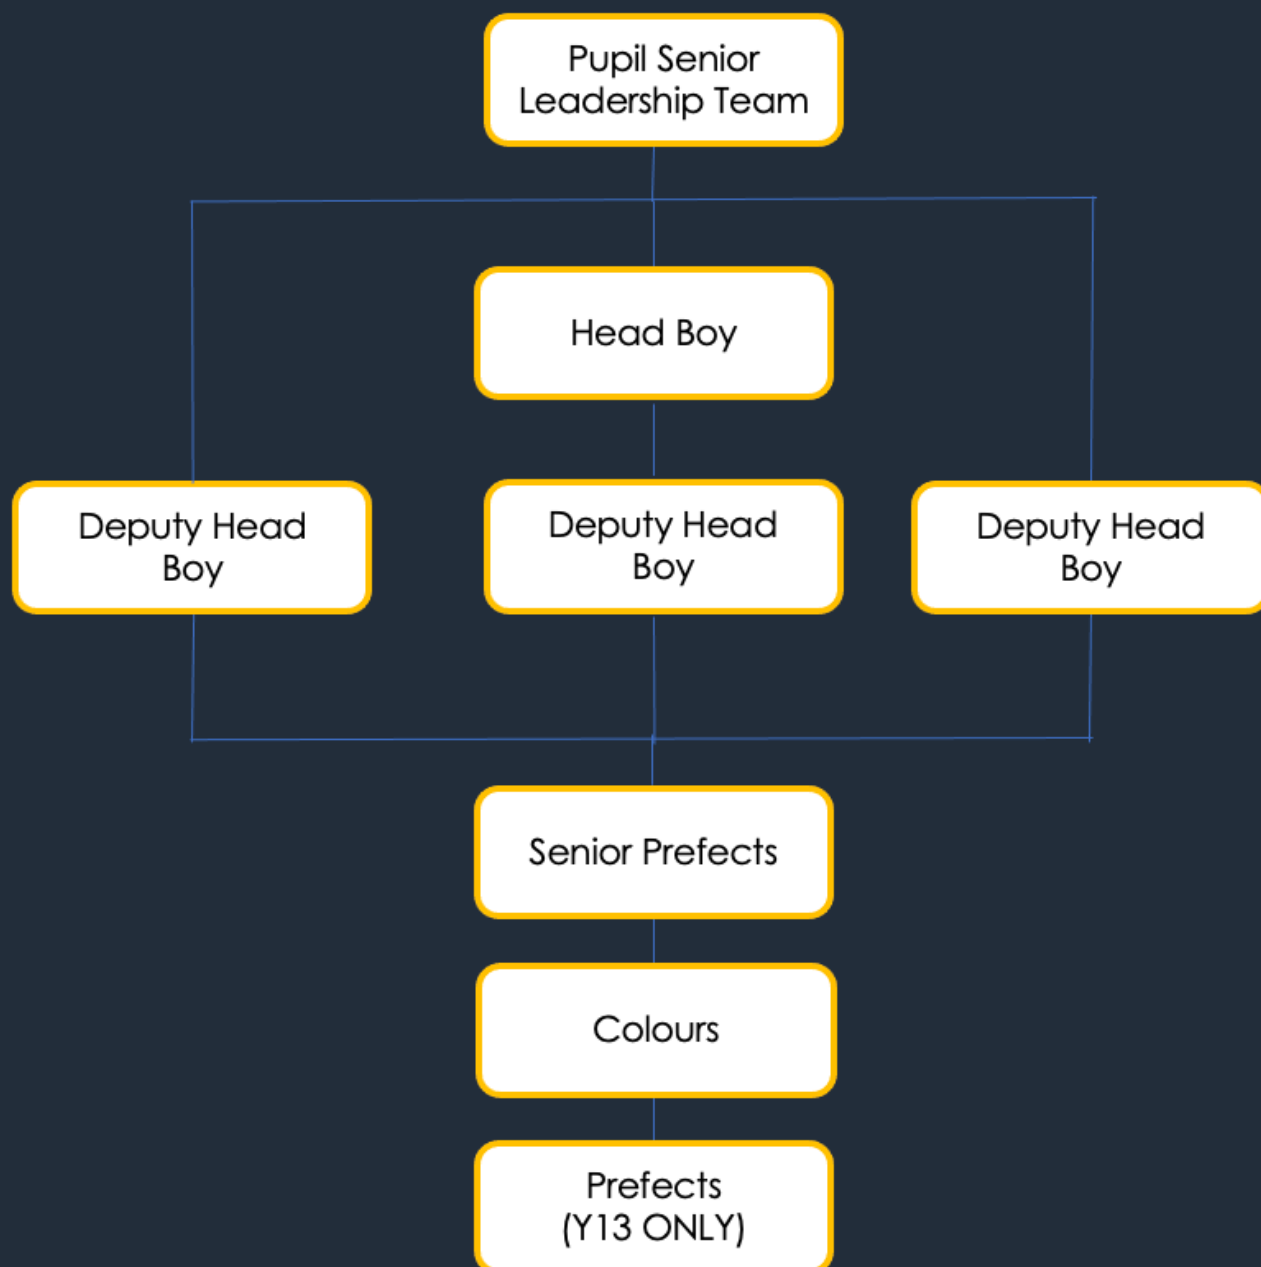 Pupil Senior
Leadership Team
Head Boy
Deputy Head
Boy
Deputy Head
Boy
Deputy Head
Boy
Senior Prefects
Colours
Prefects
(Y13 ONLY)